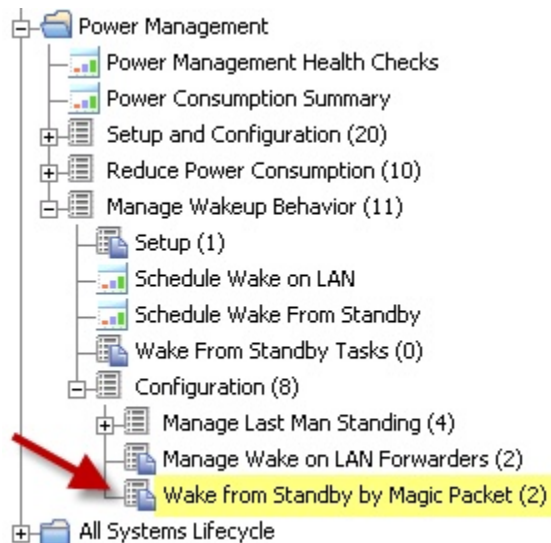 Power Management
Power Management Health Checks
Power Consumption Summary
Setup and Configuration (20)
Reduce Power Consumption (10)
Manage Wakeup Behavior (11)
Setup (1)
Schedule Wake on LAN
Schedule Wake From Standby
Wake From Standby Tasks (0)
Configuration (8)
Manage Last Man Standing (4)
Manage Wake on LAN Forwarders (2)
Wake from Standby by Magic Packet (2)
All Systems Lifecycle